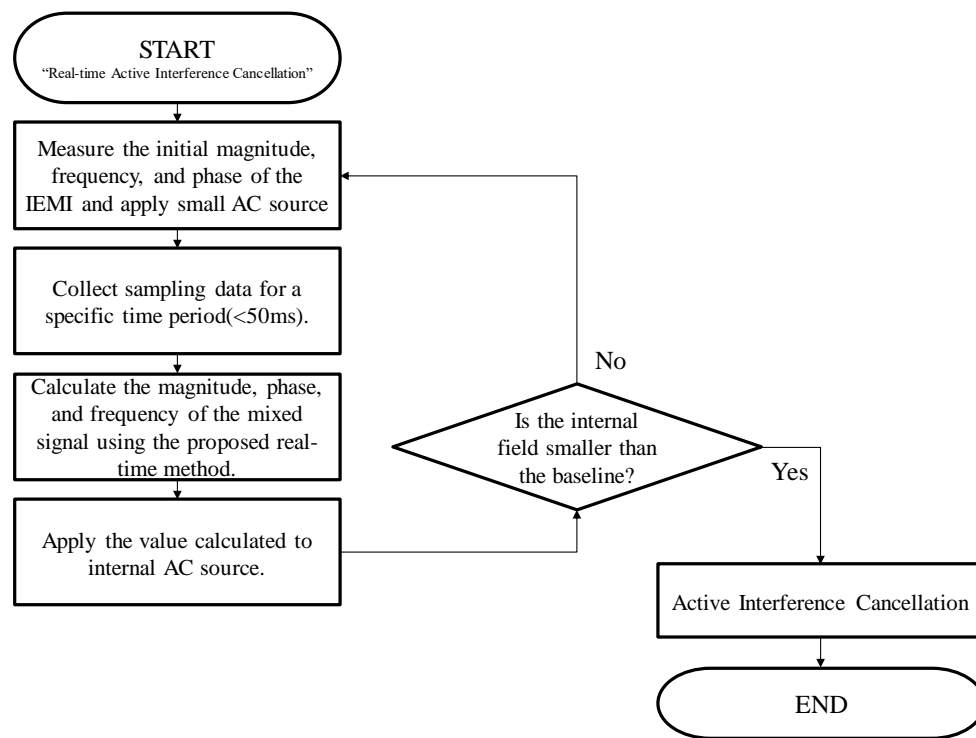 START
“Real-time Active Interference Cancellation”
Measure the initial magnitude,
frequency, and phase of the
IEMI and apply small AC source
Collect sampling data for a
specific time period(<50ms).
Calculate the magnitude, phase,
and frequency of the mixed
signal using the proposed real-
time method.
Apply the value calculated to
internal AC source.
No
Is the internal
field smaller than
the baseline?
Yes
Active Interference Cancellation
END